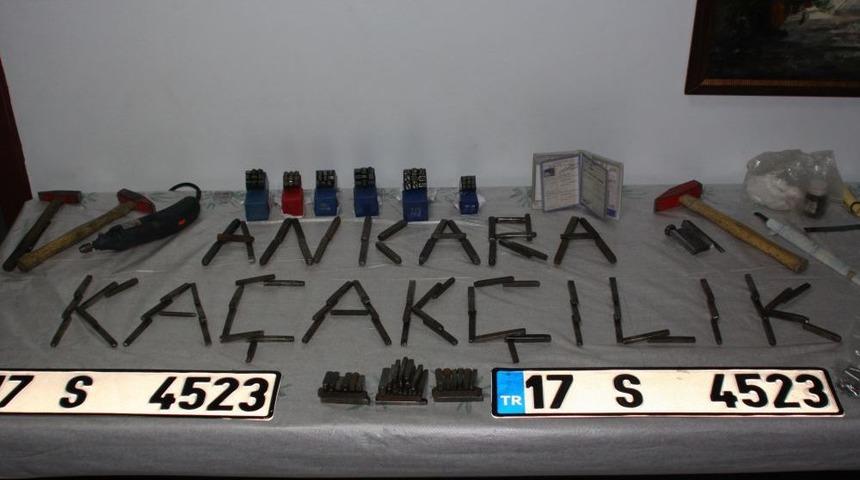 ANKARA
KAÇAKÇILIK
17 S 4523
TR 17 S 4523